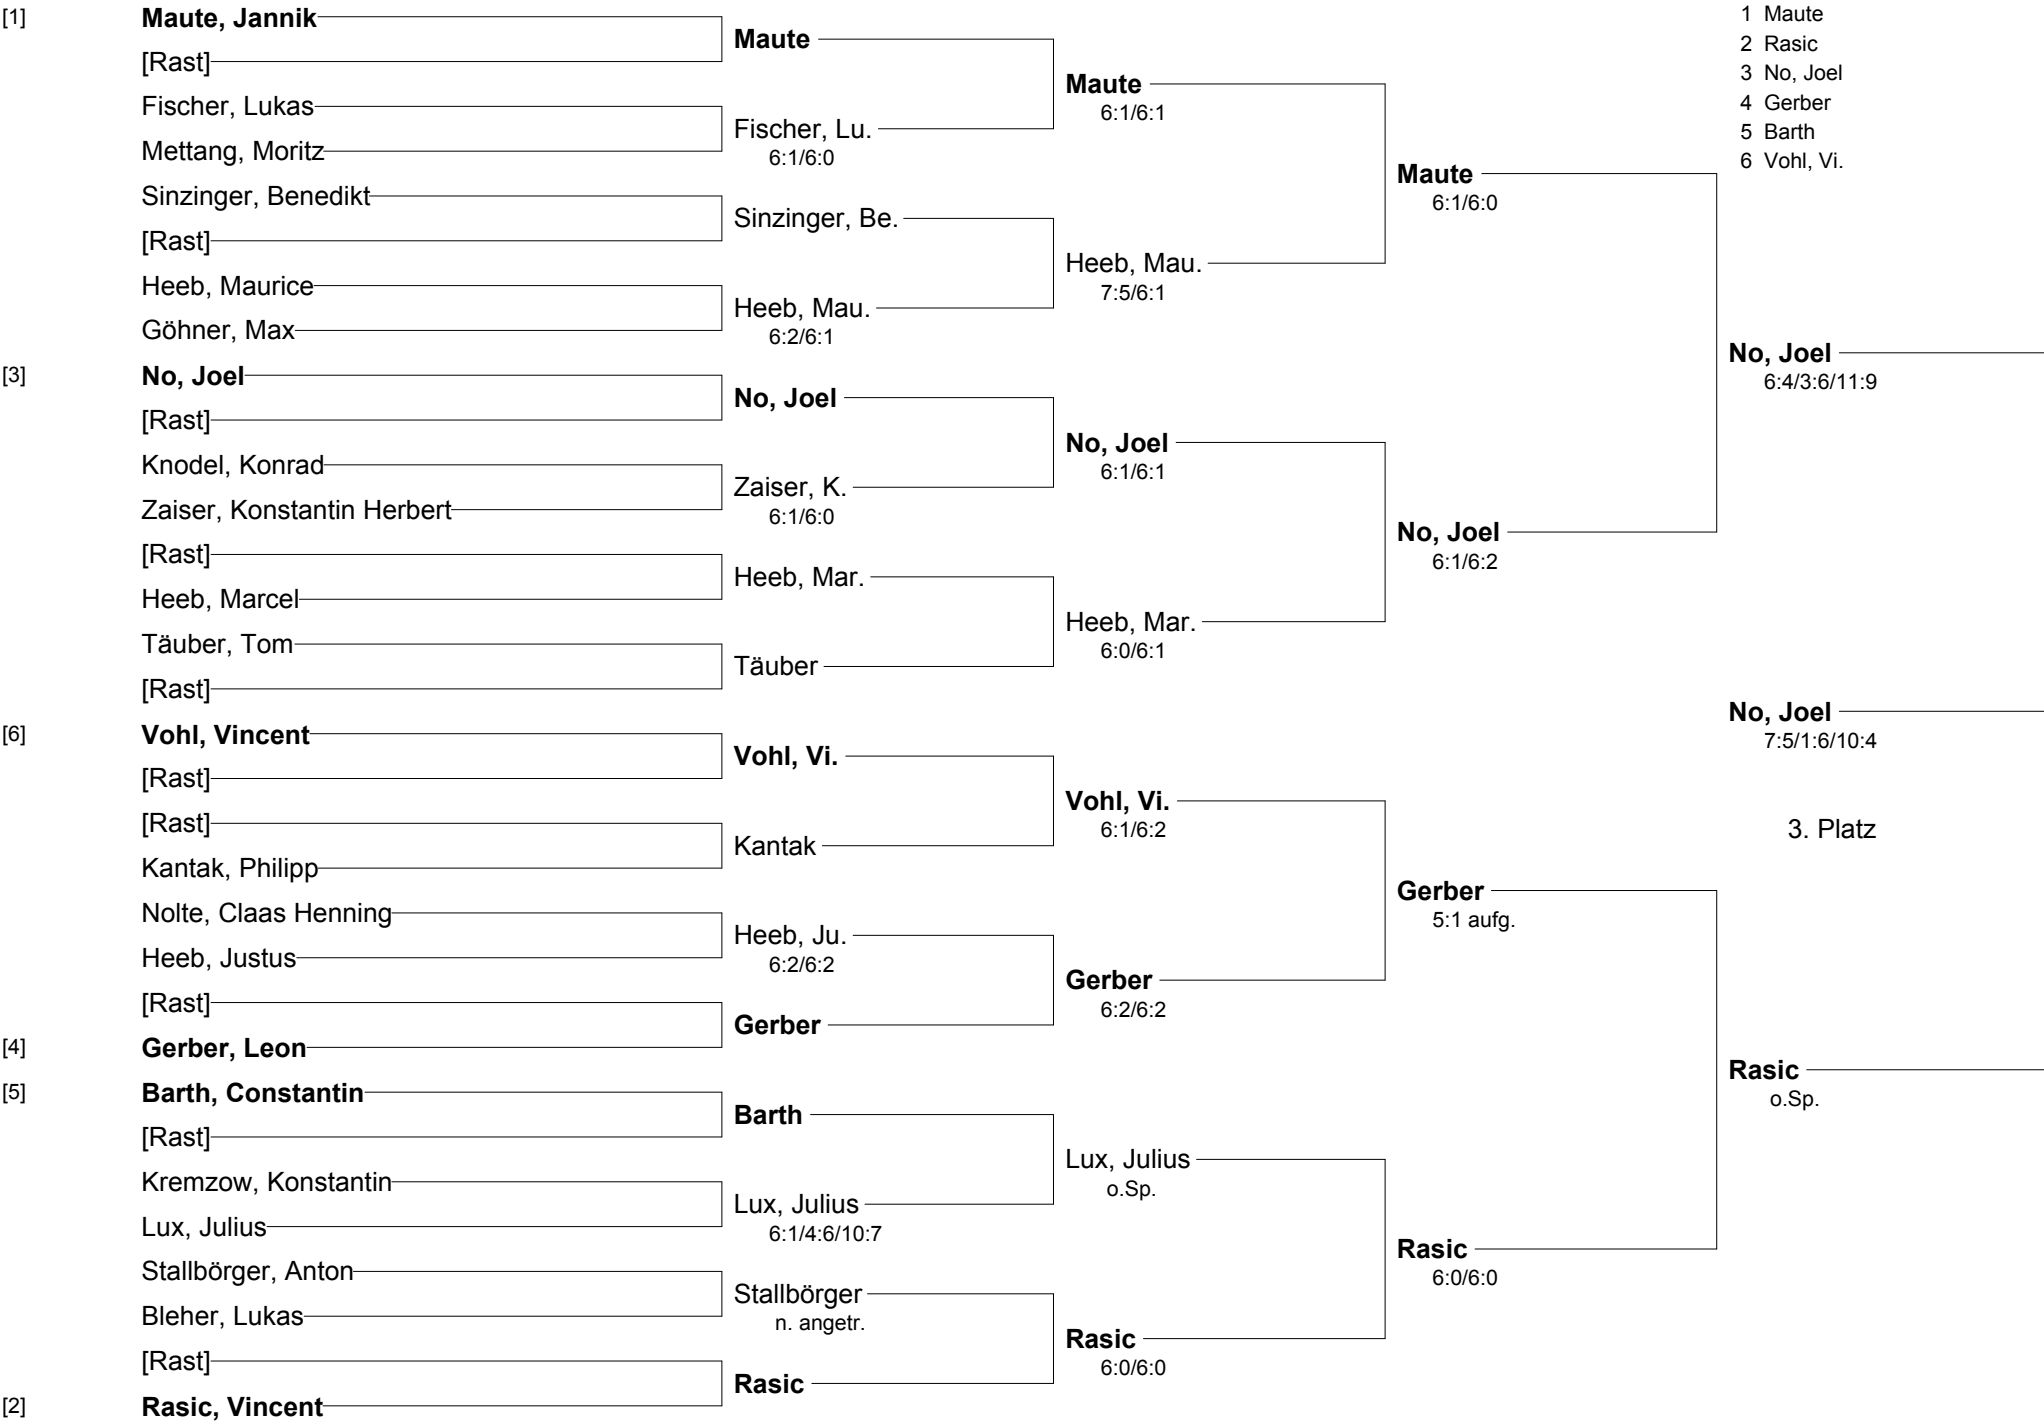 [1] Maute, Jannik
[Rast]
Fischer, Lukas
Mettang, Moritz
Sinzinger, Benedikt
[Rast]
Heeb, Maurice
Göhner, Max
[3] No, Joel
[Rast]
Knodel, Konrad
Zaiser, Konstantin Herbert
[Rast]
Heeb, Marcel
Täuber, Tom
[Rast]
[6] Vohl, Vincent
[Rast]
[Rast]
Kantak, Philipp
Nolte, Claas Henning
Heeb, Justus
[Rast]
[4] Gerber, Leon
[5] Barth, Constantin
[Rast]
Kremzow, Konstantin
Lux, Julius
Stallbörger, Anton
Bleher, Lukas
[Rast]
[2] Rasic, Vincent
Maute
Fischer, Lu.
6:1/6:0
Sinzinger, Be.
Heeb, Mau.
6:2/6:1
No, Joel
Zaiser, K.
6:1/6:0
Heeb, Mar.
Täuber
Vohl, Vi.
Kantak
Heeb, Ju.
6:2/6:2
Gerber
Barth
Lux, Julius
6:1/4:6/10:7
Stallbörger
n. angetr.
Rasic
Maute
6:1/6:1
Heeb, Mau.
7:5/6:1
No, Joel
6:1/6:1
Heeb, Mar.
6:0/6:1
Vohl, Vi.
6:1/6:2
Gerber
6:2/6:2
Lux, Julius
o.Sp.
Rasic
6:0/6:0
Maute
6:1/6:0
No, Joel
6:1/6:2
Gerber
5:1 aufg.
Rasic
6:0/6:0
1 Maute
2 Rasic
3 No, Joel
4 Gerber
5 Barth
6 Vohl, Vi.
No, Joel
6:4/3:6/11:9
No, Joel
7:5/1:6/10:4
3. Platz
Rasic
o.Sp.